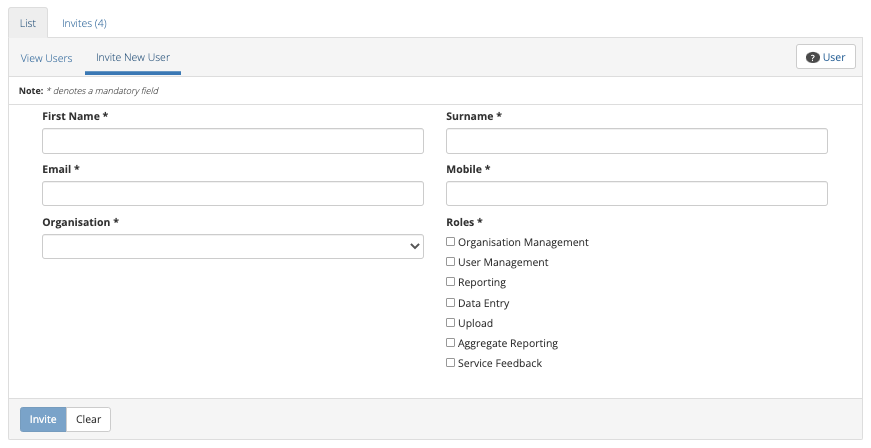 List Invites (4)
View Users Invite New User ? User
Note: * denotes a mandatory field
First Name * Surname *
Email * Mobile *
Organisation * Roles *
Organisation Management
User Management
Reporting
Data Entry
Upload
Aggregate Reporting
Service Feedback
Invite Clear